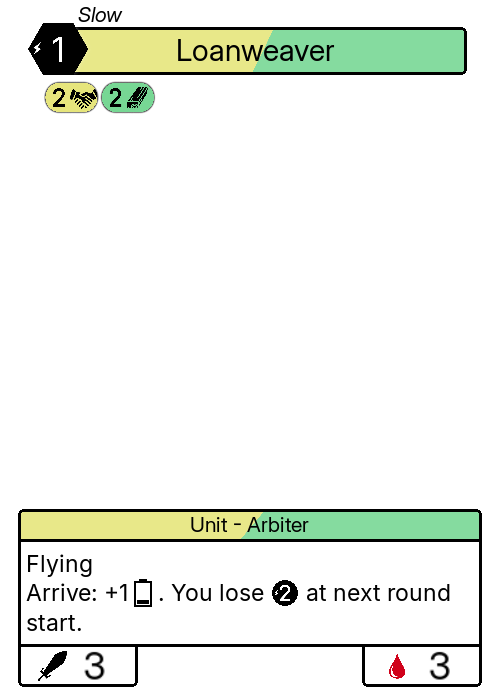 Slow
1 Loanweaver
2 2
Unit - Arbiter
Flying
Arrive: +1 . You lose 2 at next round
start.
3 3